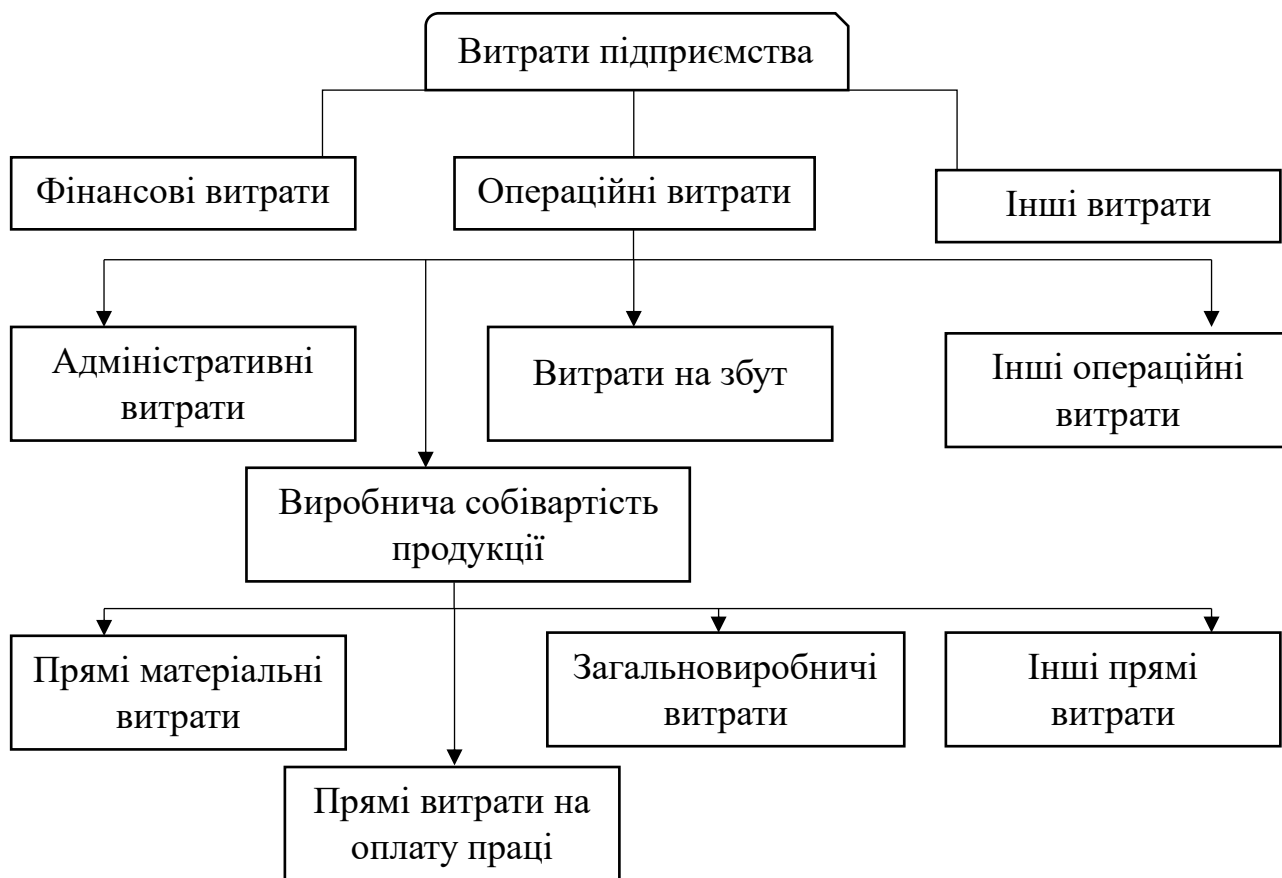 Витрати підприємства
Фінансові витрати
Операційні витрати
Інші витрати
Адміністративні
витрати
Витрати на збут
Інші операційні
витрати
Виробнича собівартість
продукції
Прямі матеріальні
витрати
Загальновиробничі
витрати
Інші прямі
витрати
Прямі витрати на
оплату праці